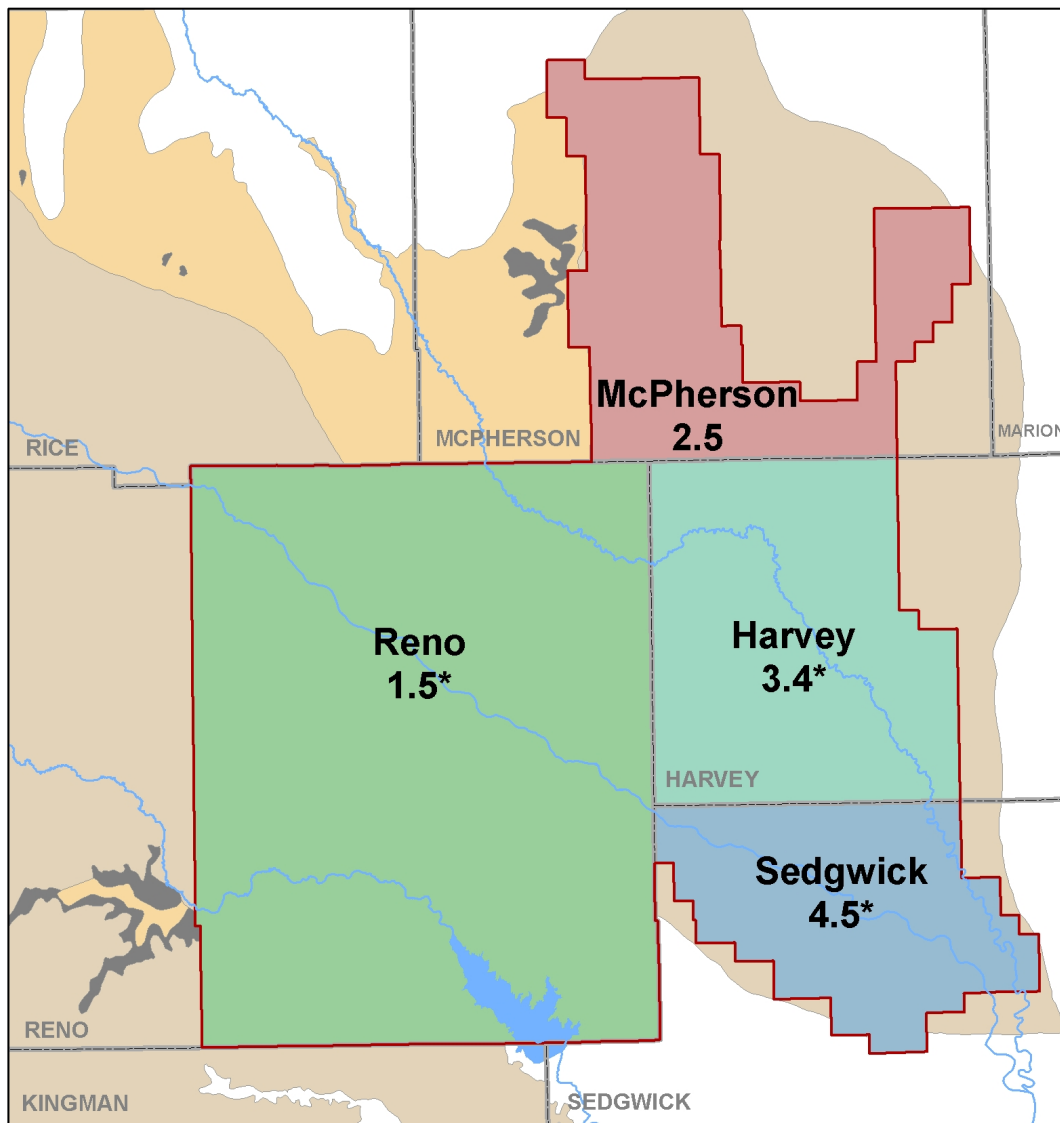 McPherson
2.5
MCPHERSON
MARION
RICE
Reno
1.5*
Harvey
3.4*
HARVEY
Sedgwick
4.5*
RENO
KINGMAN
SEDGWICK